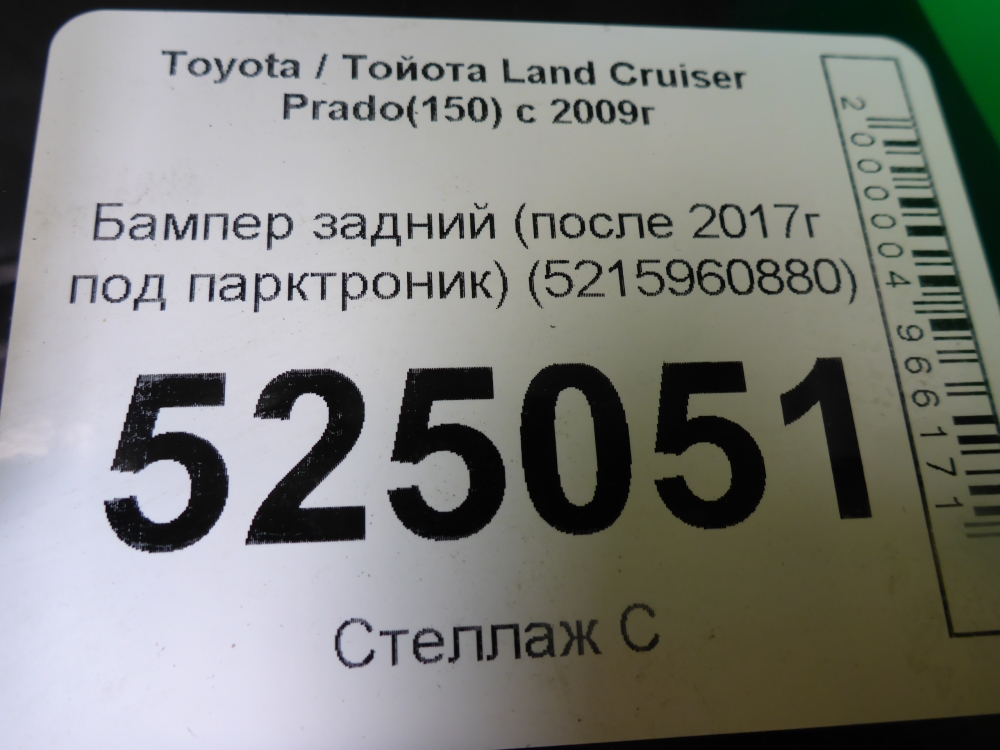 Toyota / Тойота Land Cruiser
Prado(150) с 2009г
Бампер задний (после 2017г
под парктроник) (5215960880)
525051
Стеллаж С
2000004966171